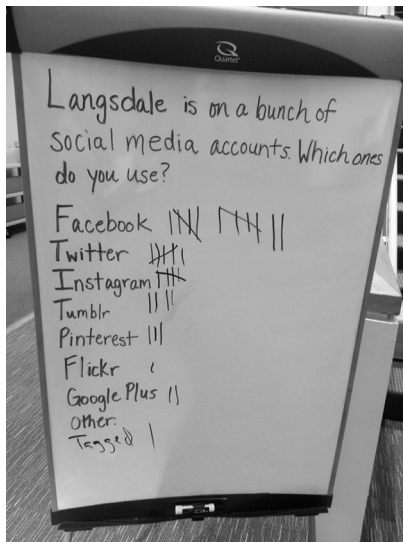 Q
Quartet
Langsdale is on a bunch of
social media accounts. Which ones
do you use?
Facebook
Twitter
Instagram
Tumblr
Pinterest |||
Flickr
Google Plus ||
Other:
Tagged |